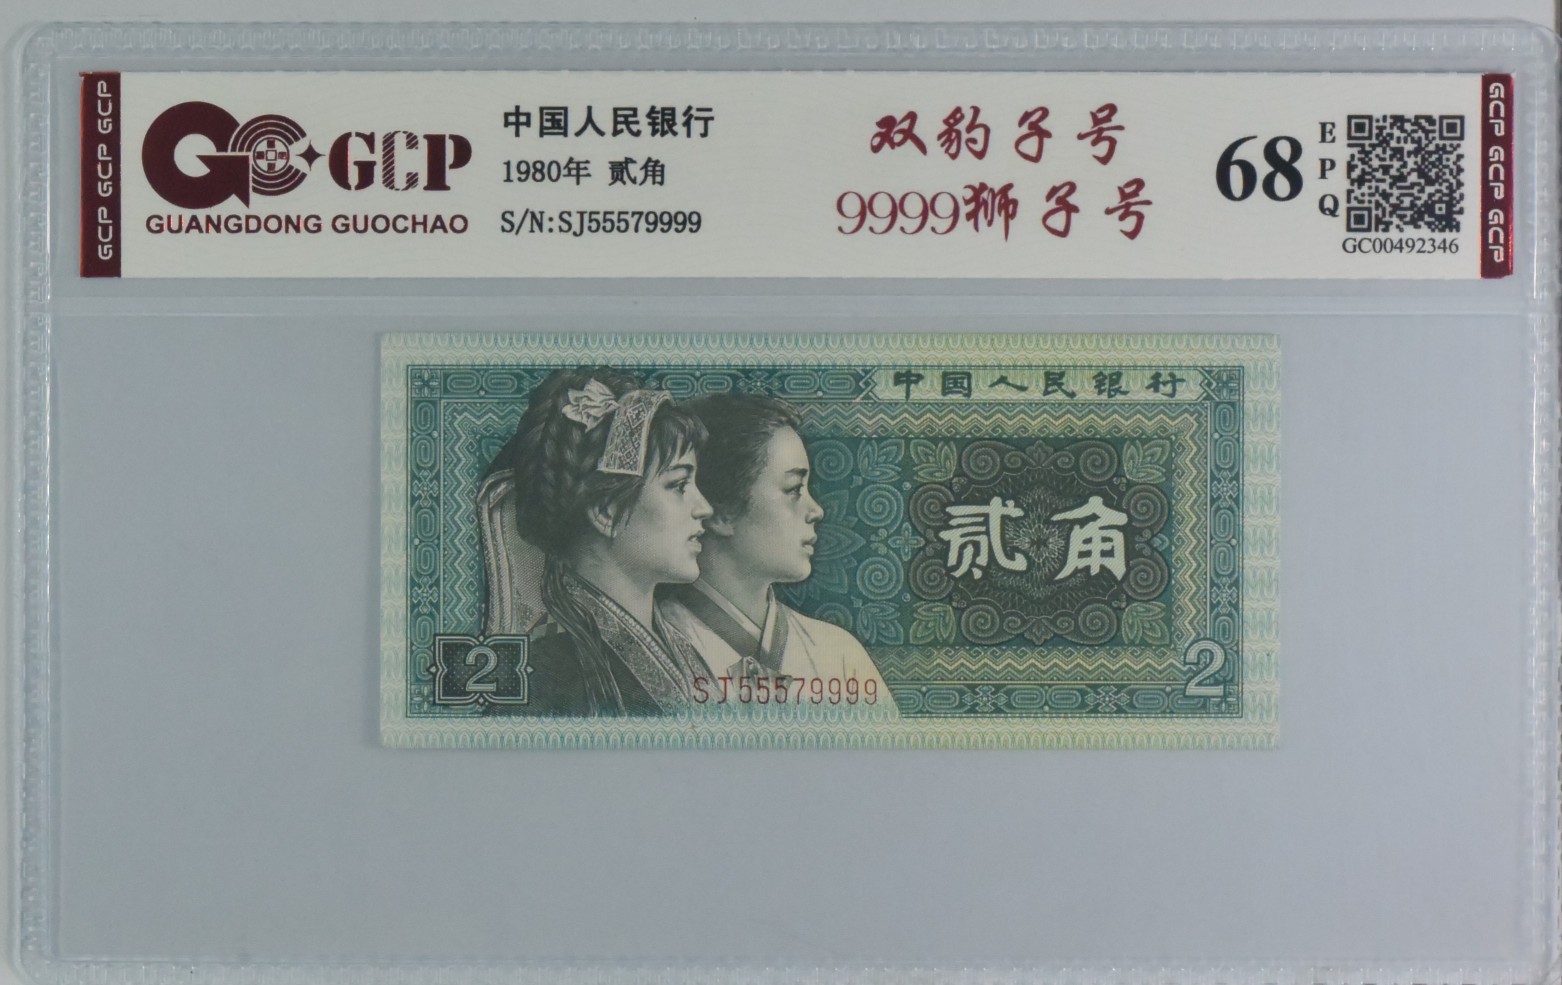 GCP GCP GCP
GCP
GUANGDONG GUOCHAO
中国人民银行
1980年 贰角
S/N:SJ55579999
双豹子号
9999狮子号
68
EPQ
GC00492346
GCP GCP GCP
中国人民银行
贰角
2
SJ55579999
2